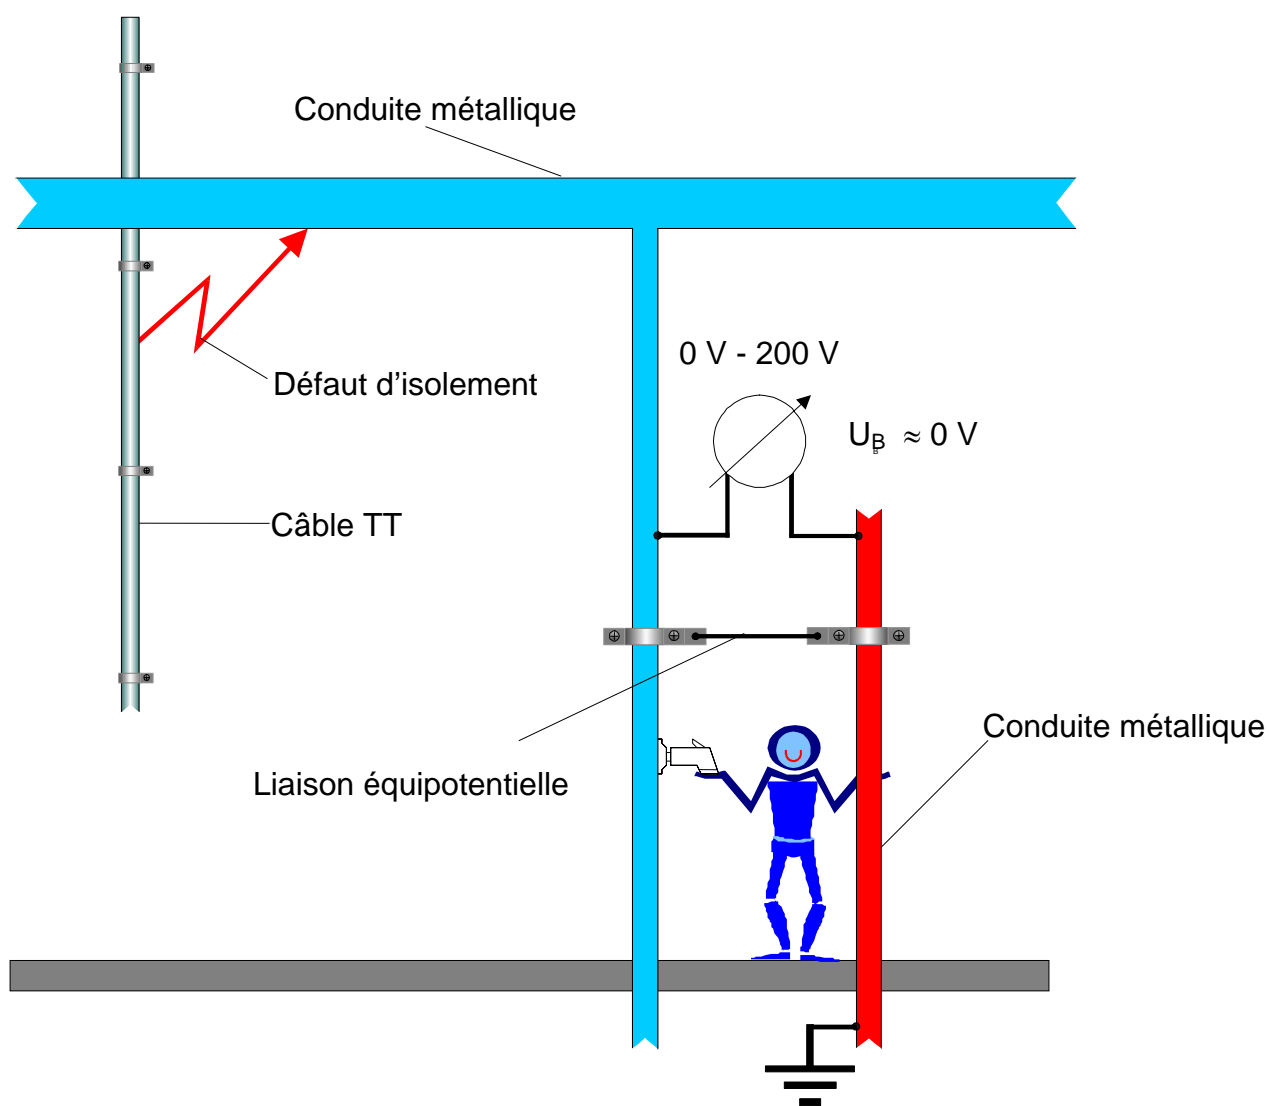 Conduite métallique
0 V - 200 V
Défaut d'isolement
U_B ≈ 0 V
Câble TT
Conduite métallique
Liaison équipotentielle